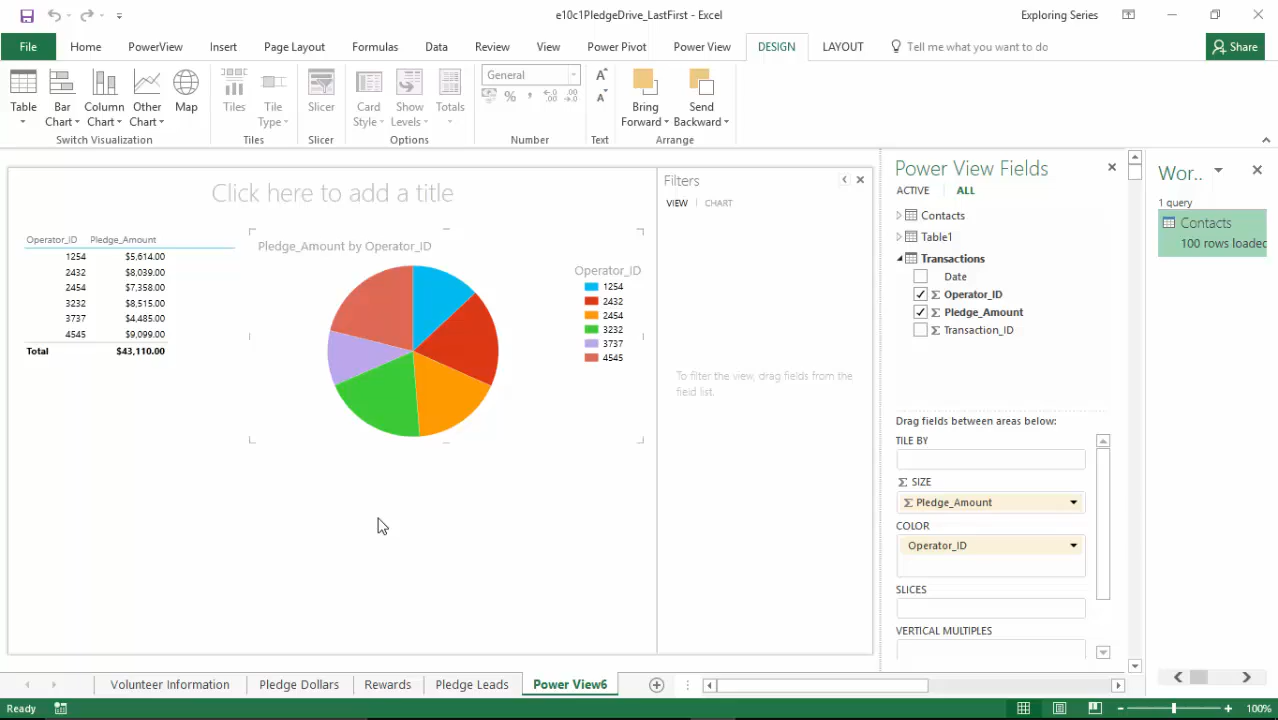 e10c1PledgeDrive_LastFirst - Excel
Exploring Series
File Home PowerView Insert Page Layout Formulas Data Review View Power Pivot Power View DESIGN LAYOUT Tell me what you want to do Share
Table
Bar Chart
Column Chart
Other Chart
Map
Switch Visualization
Tiles
Tile Type
Tiles
Slicer
Slicer
Card Style
Show Levels
Totals
Options
General
%
Number
A
A
Text
Bring Forward
Send Backward
Arrange
Click here to add a title
Operator_ID Pledge_Amount
1254 $5,614.00
2432 $8,039.00
2454 $7,358.00
3232 $8,515.00
3737 $4,485.00
4545 $9,099.00
Total $43,110.00
Pledge_Amount by Operator_ID
Operator_ID
1254
2432
2454
3232
3737
4545
Filters
VIEW | CHART
To filter the view, drag fields from the
field list.
Power View Fields
ACTIVE ALL
Contacts
Table1
Transactions
Date
Σ Operator_ID
Σ Pledge_Amount
Σ Transaction_ID
Drag fields between areas below:
TILE BY
Σ SIZE
Σ Pledge_Amount
COLOR
Operator_ID
SLICES
VERTICAL MULTIPLES
Wor..
1 query
Contacts
100 rows loaded
Volunteer Information Pledge Dollars Rewards Pledge Leads Power View6
Ready
100%